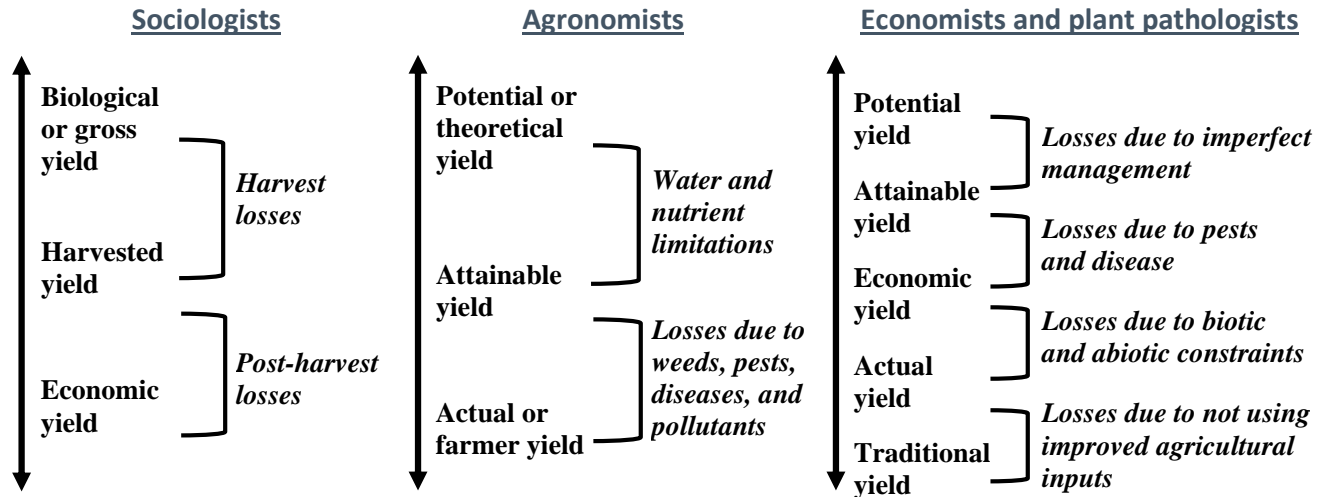 Sociologists
Biological
or gross
yield
Harvest
losses
Harvested
yield
Post-harvest
losses
Economic
yield
Agronomists
Potential or
theoretical
yield
Water and
nutrient
limitations
Attainable
yield
Losses due to
weeds, pests,
diseases, and
pollutants
Actual or
farmer yield
Economists and plant pathologists
Potential
yield
Losses due to imperfect
management
Attainable
yield
Losses due to pests
and disease
Economic
yield
Losses due to biotic
and abiotic constraints
Actual
yield
Losses due to not using
improved agricultural
inputs
Traditional
yield